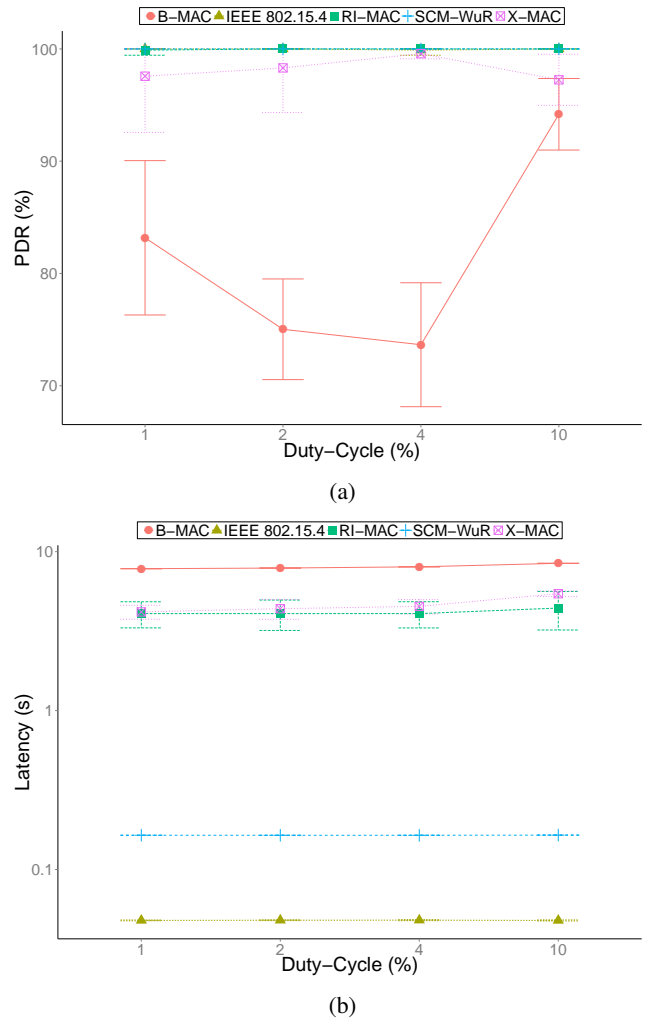 B−MAC IEEE 802.15.4 RI−MAC SCM−WuR X−MAC
100
90
80
70
PDR (%)
1 2 4 10
Duty−Cycle (%)
(a)
B−MAC IEEE 802.15.4 RI−MAC SCM−WuR X−MAC
10
1
0.1
Latency (s)
1 2 4 10
Duty−Cycle (%)
(b)